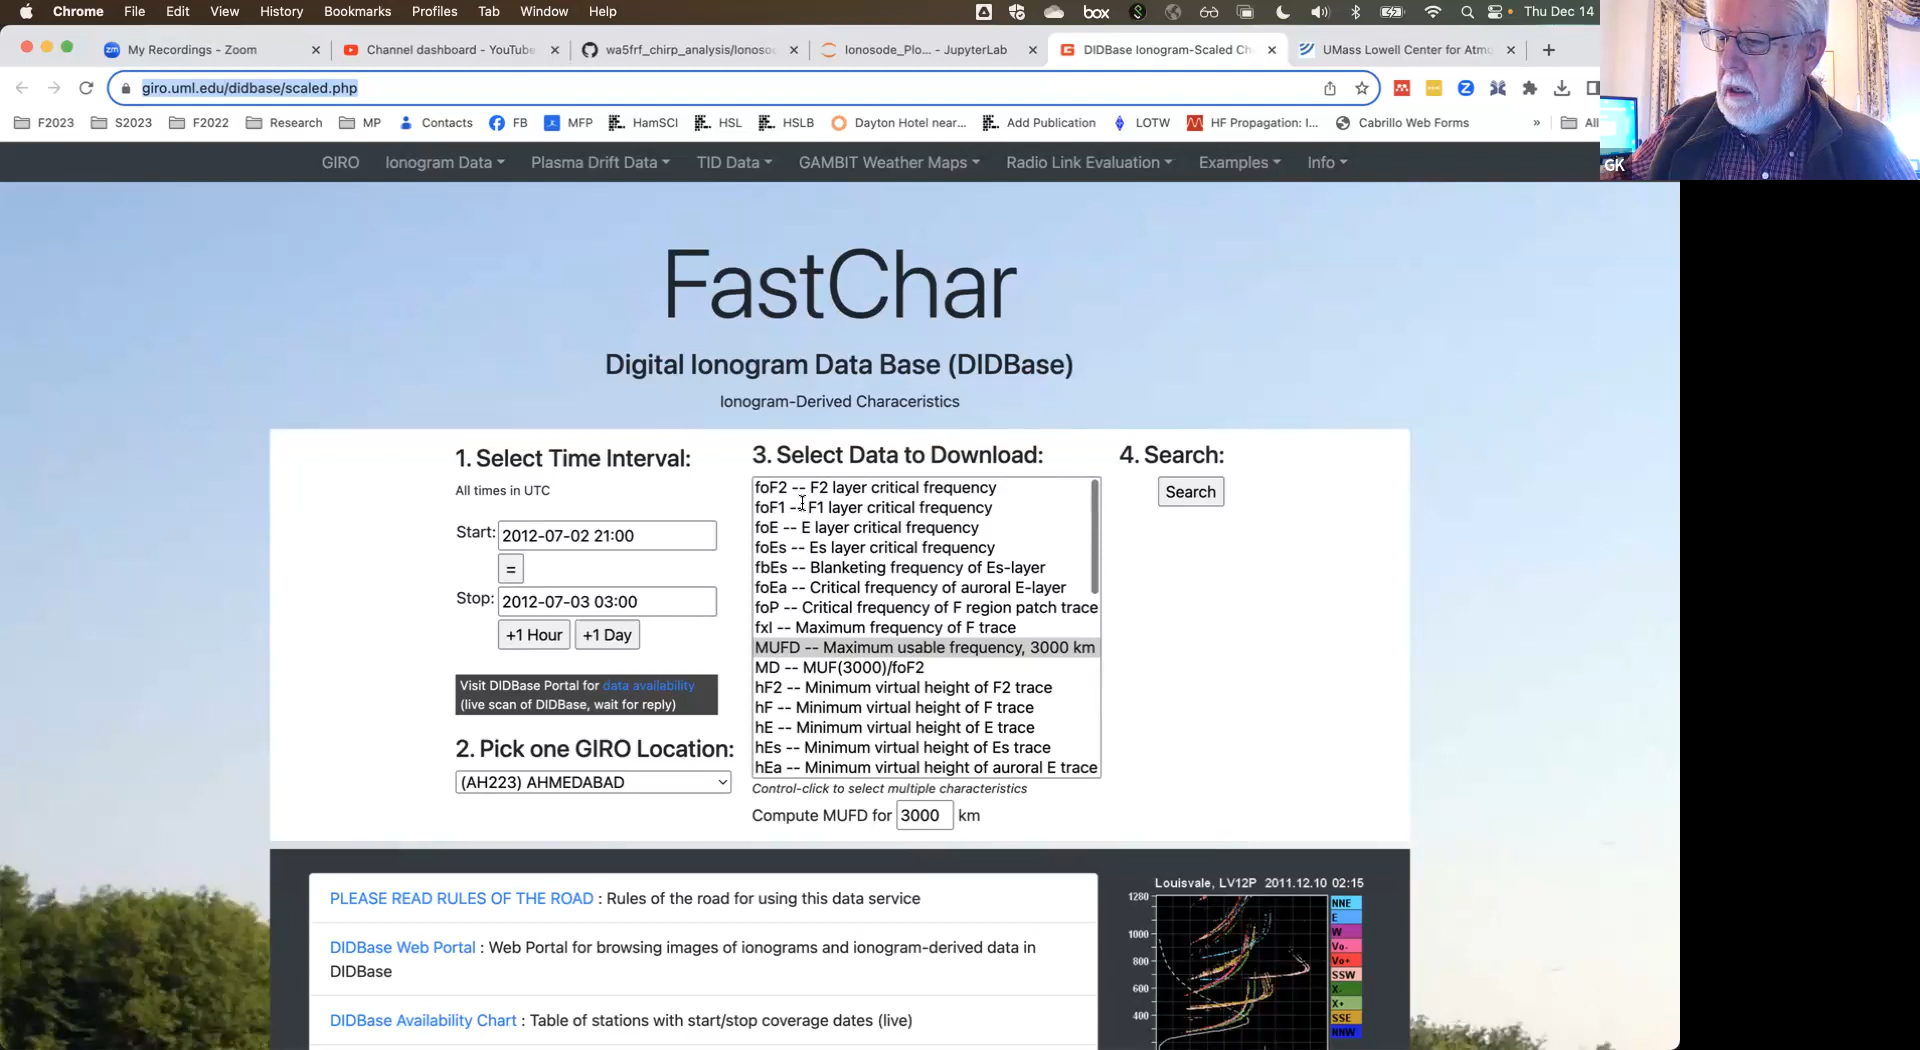 Chrome File Edit View History Bookmarks Profiles Tab Window Help box Thu Dec 14
zm My Recordings - Zoom Channel dashboard - YouTube wa5frf_chirp_analysis/Ionoso Ionosode_Plo... - JupyterLab DIDBase Ionogram-Scaled Ch UMass Lowell Center for Atmo
giro.uml.edu/didbase/scaled.php
F2023 S2023 F2022 Research MP Contacts FB MFP HamSCI HSL HSLB Dayton Hotel near... Add Publication LOTW HF Propagation: I... Cabrillo Web Forms » All
GK
GIRO Ionogram Data Plasma Drift Data TID Data GAMBIT Weather Maps Radio Link Evaluation Examples Info
FastChar
Digital Ionogram Data Base (DIDBase)
Ionogram-Derived Characeristics
1. Select Time Interval:
All times in UTC
Start: 2012-07-02 21:00
=
Stop: 2012-07-03 03:00
+1 Hour +1 Day
Visit DIDBase Portal for data availability
(live scan of DIDBase, wait for reply)
2. Pick one GIRO Location:
(AH223) AHMEDABAD
3. Select Data to Download:
foF2 -- F2 layer critical frequency
foF1 -- F1 layer critical frequency
foE -- E layer critical frequency
foEs -- Es layer critical frequency
fbEs -- Blanketing frequency of Es-layer
foEa -- Critical frequency of auroral E-layer
foP -- Critical frequency of F region patch trace
fxI -- Maximum frequency of F trace
MUFD -- Maximum usable frequency, 3000 km
MD -- MUF(3000)/foF2
hF2 -- Minimum virtual height of F2 trace
hF -- Minimum virtual height of F trace
hE -- Minimum virtual height of E trace
hEs -- Minimum virtual height of Es trace
hEa -- Minimum virtual height of auroral E trace
Control-click to select multiple characteristics
Compute MUFD for 3000 km
4. Search:
Search
PLEASE READ RULES OF THE ROAD : Rules of the road for using this data service
DIDBase Web Portal : Web Portal for browsing images of ionograms and ionogram-derived data in
DIDBase
DIDBase Availability Chart : Table of stations with start/stop coverage dates (live)
Louisvale, LV12P 2011.12.10 02:15
1280
1000
800
600
400
NNE
E
W
Vo-
Vo+
SSW
X-
X+
SSE
NNW